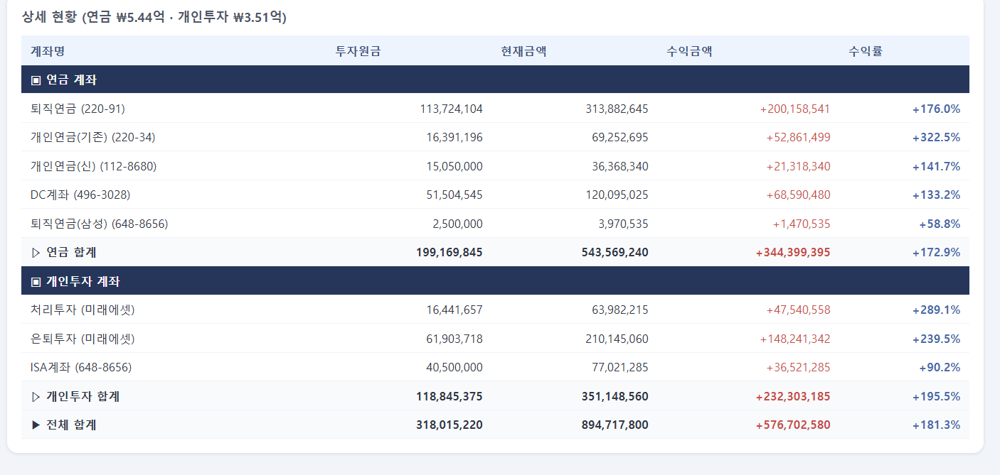 상세 현황 (연금 ₩5.44억 · 개인투자 ₩3.51억)
계좌명 투자원금 현재금액 수익금액 수익률
▣ 연금 계좌
퇴직연금 (220-91) 113,724,104 313,882,645 +200,158,541 +176.0%
개인연금(기존) (220-34) 16,391,196 69,252,695 +52,861,499 +322.5%
개인연금(신) (112-8680) 15,050,000 36,368,340 +21,318,340 +141.7%
DC계좌 (496-3028) 51,504,545 120,095,025 +68,590,480 +133.2%
퇴직연금(삼성) (648-8656) 2,500,000 3,970,535 +1,470,535 +58.8%
▷ 연금 합계 199,169,845 543,569,240 +344,399,395 +172.9%
▣ 개인투자 계좌
처리투자 (미래에셋) 16,441,657 63,982,215 +47,540,558 +289.1%
은퇴투자 (미래에셋) 61,903,718 210,145,060 +148,241,342 +239.5%
ISA계좌 (648-8656) 40,500,000 77,021,285 +36,521,285 +90.2%
▷ 개인투자 합계 118,845,375 351,148,560 +232,303,185 +195.5%
▶ 전체 합계 318,015,220 894,717,800 +576,702,580 +181.3%